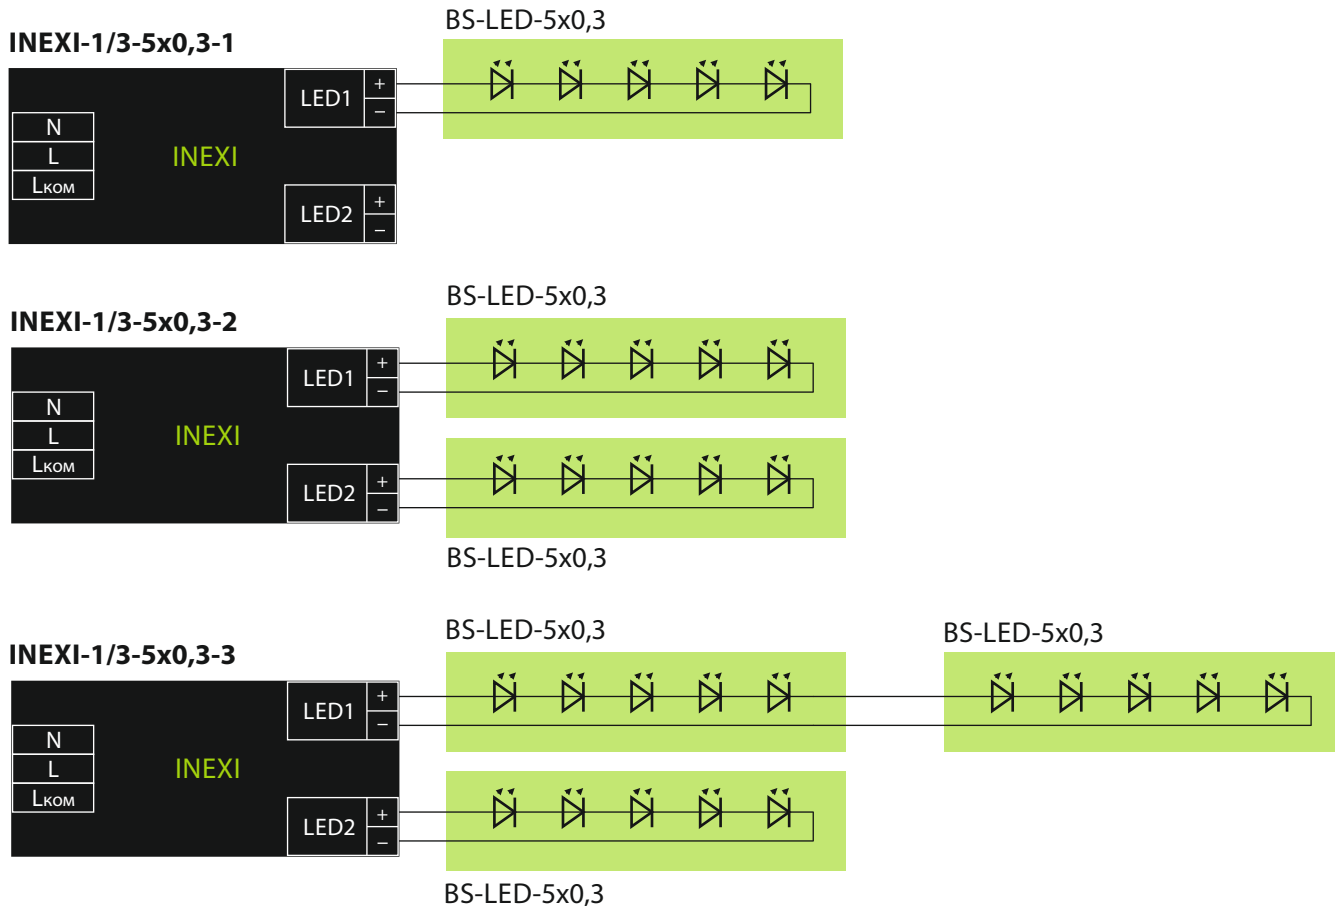 BS-LED-5x0,3
INEXI-1/3-5x0,3-1
LED1
+
−
N
L
Lком
INEXI
LED2
+
−
BS-LED-5x0,3
INEXI-1/3-5x0,3-2
LED1
+
−
N
L
Lком
INEXI
LED2
+
−
BS-LED-5x0,3
BS-LED-5x0,3
BS-LED-5x0,3
INEXI-1/3-5x0,3-3
LED1
+
−
N
L
Lком
INEXI
LED2
+
−
BS-LED-5x0,3